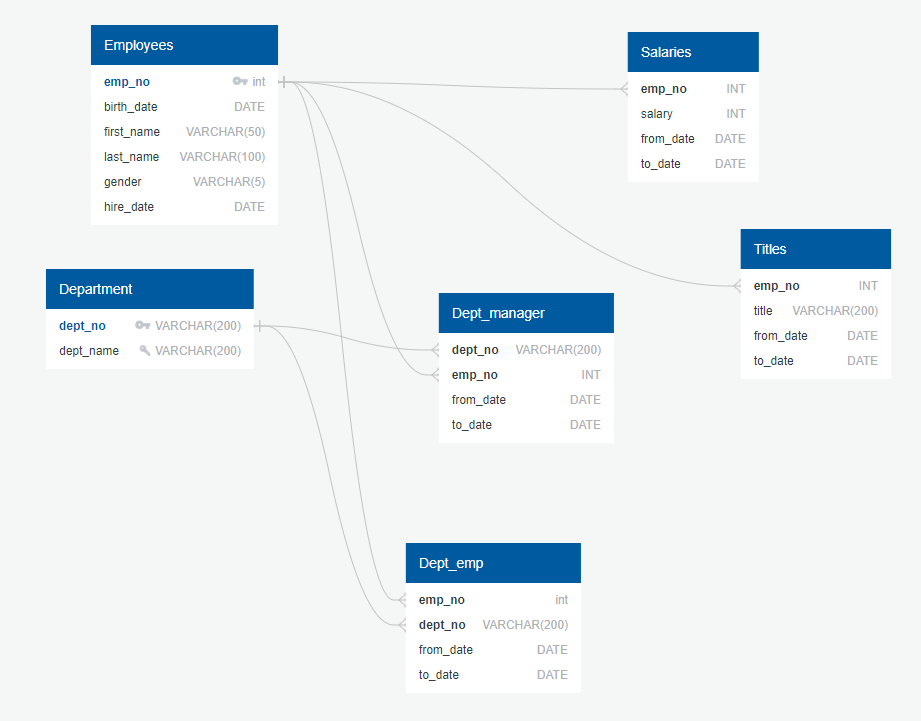 Employees
emp_no int
birth_date DATE
first_name VARCHAR(50)
last_name VARCHAR(100)
gender VARCHAR(5)
hire_date DATE
Salaries
emp_no INT
salary INT
from_date DATE
to_date DATE
Titles
emp_no INT
title VARCHAR(200)
from_date DATE
to_date DATE
Department
dept_no VARCHAR(200)
dept_name VARCHAR(200)
Dept_manager
dept_no VARCHAR(200)
emp_no INT
from_date DATE
to_date DATE
Dept_emp
emp_no int
dept_no VARCHAR(200)
from_date DATE
to_date DATE